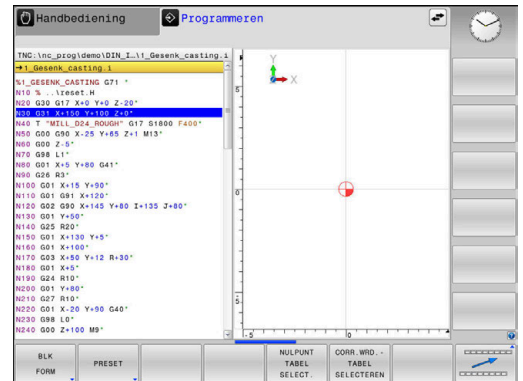 Handbediening
Programmeren
TNC:\nc_prog\demo\DIN_I…\1_Gesenk_casting.i
→1_Gesenk_casting.i
%1_GESENK_CASTING G71 *
N10 % ..\reset.H
N20 G30 G17 X+0 Y+0 Z-20*
N30 G31 X+150 Y+100 Z+0*
N40 T "MILL_D24_ROUGH" G17 S1800 F400*
N50 G00 G90 X-25 Y+65 Z+1 M13*
N60 G00 Z-5*
N70 G98 L1*
N80 G01 X+5 Y+80 G41*
N90 G26 R3*
N100 G01 X+15 Y+90*
N110 G01 G91 X+120*
N120 G02 G90 X+145 Y+80 I+135 J+80*
N130 G01 Y+50*
N140 G25 R20*
N150 G01 X+130 Y+5*
N160 G01 X+100*
N170 G03 X+50 Y+12 R+30*
N180 G01 X+5*
N190 G24 R10*
N200 G01 Y+80*
N210 G27 R10*
N220 G01 X-20 Y+90 G40*
N230 G98 L0*
N240 G00 Z+100 M9*
Y
X
5
0
5
-5
0
BLK
FORM
PRESET
NULPUNT
TABEL
SELECT.
CORR.WRD.-
TABEL
SELECTEREN